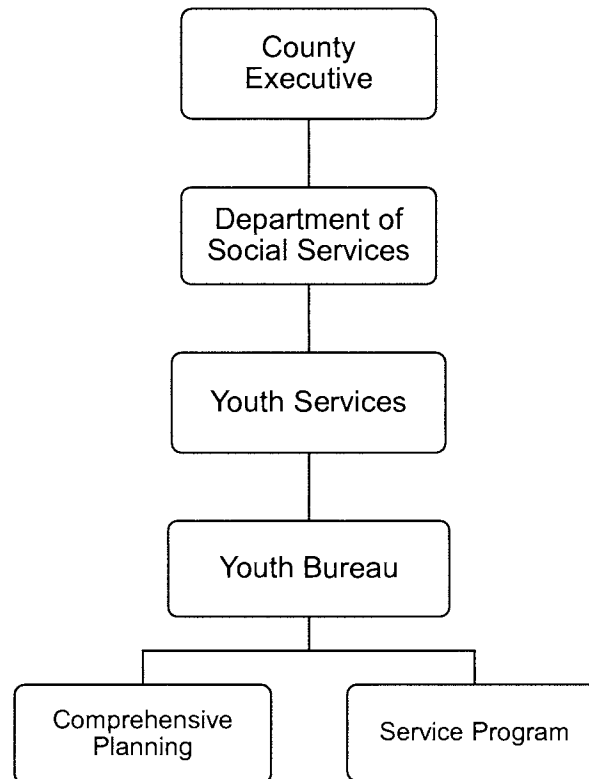 County
Executive
Department of
Social Services
Youth Services
Youth Bureau
Comprehensive
Planning
Service Program